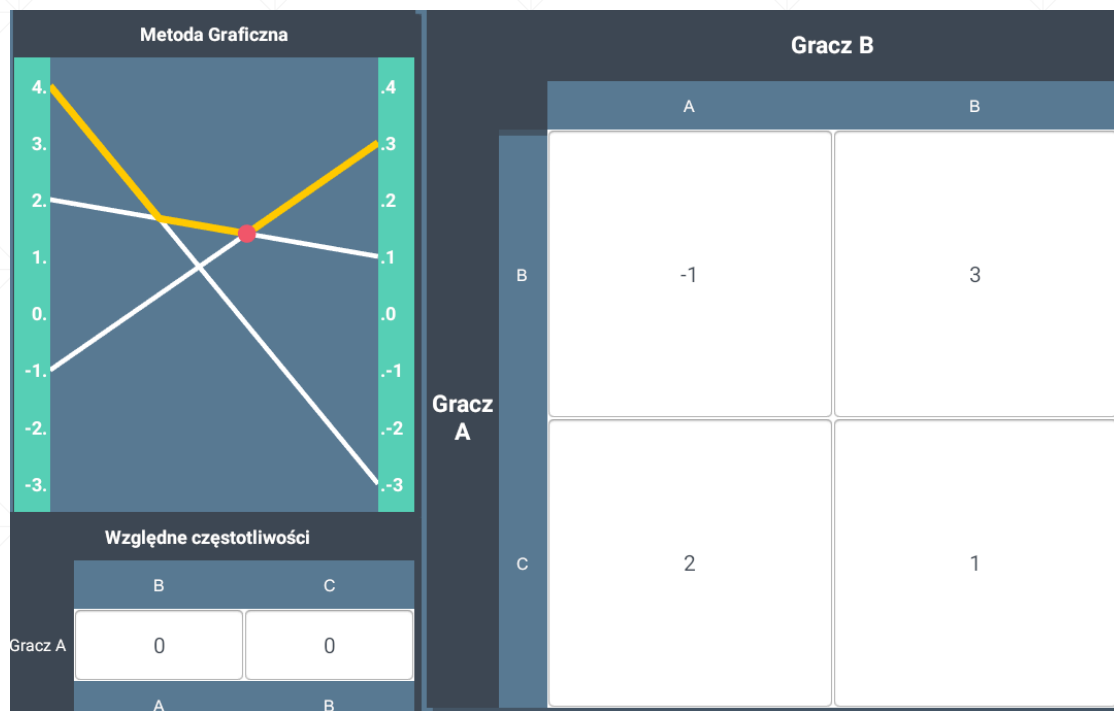 Metoda Graficzna
4. .4
3. .3
2. .2
1. .1
0. .0
-1. .-1
-2. .-2
-3. .-3
Względne częstotliwości
B C
Gracz A 0 0
A B
Gracz B
A B
Gracz
A
B -1 3
C 2 1